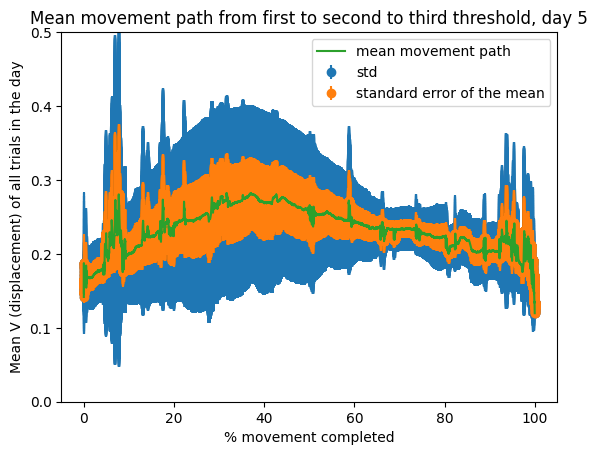 Mean movement path from first to second to third threshold, day 5
mean movement path
std
standard error of the mean
Mean V (displacement) of all trials in the day
0.5
0.4
0.3
0.2
0.1
0.0
0 20 40 60 80 100
% movement completed